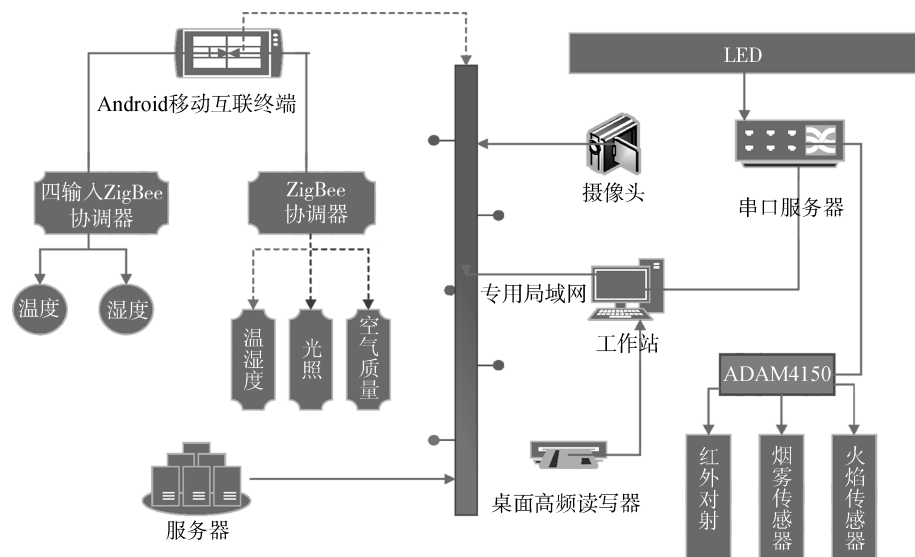 LED
Android移动互联终端
摄像头
串口服务器
四输入ZigBee
协调器
ZigBee
协调器
温度
湿度
专用局域网
工作站
温湿度
光照
空气质量
ADAM4150
红外对射
烟雾传感器
火焰传感器
桌面高频读写器
服务器